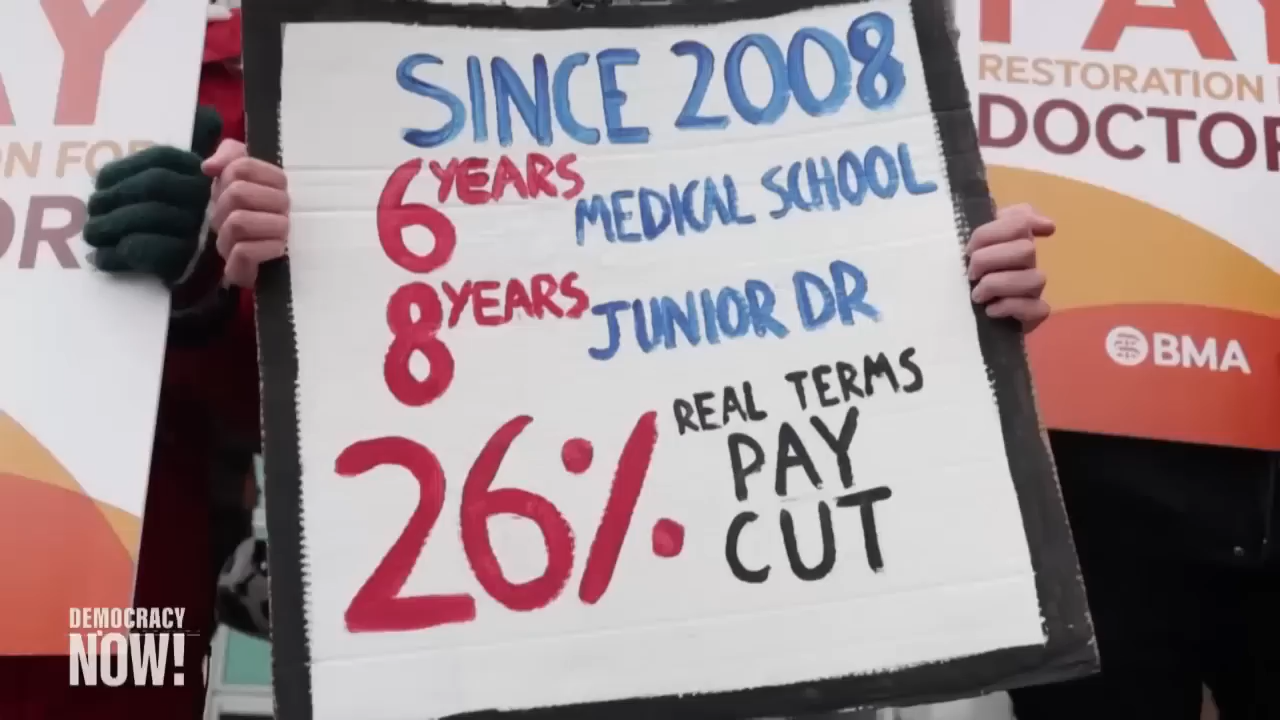 SINCE 2008
6 YEARS MEDICAL SCHOOL
8 YEARS JUNIOR DR
26% REAL TERMS
PAY
CUT
RESTORATION
BMA
DEMOCRACY
NOW!